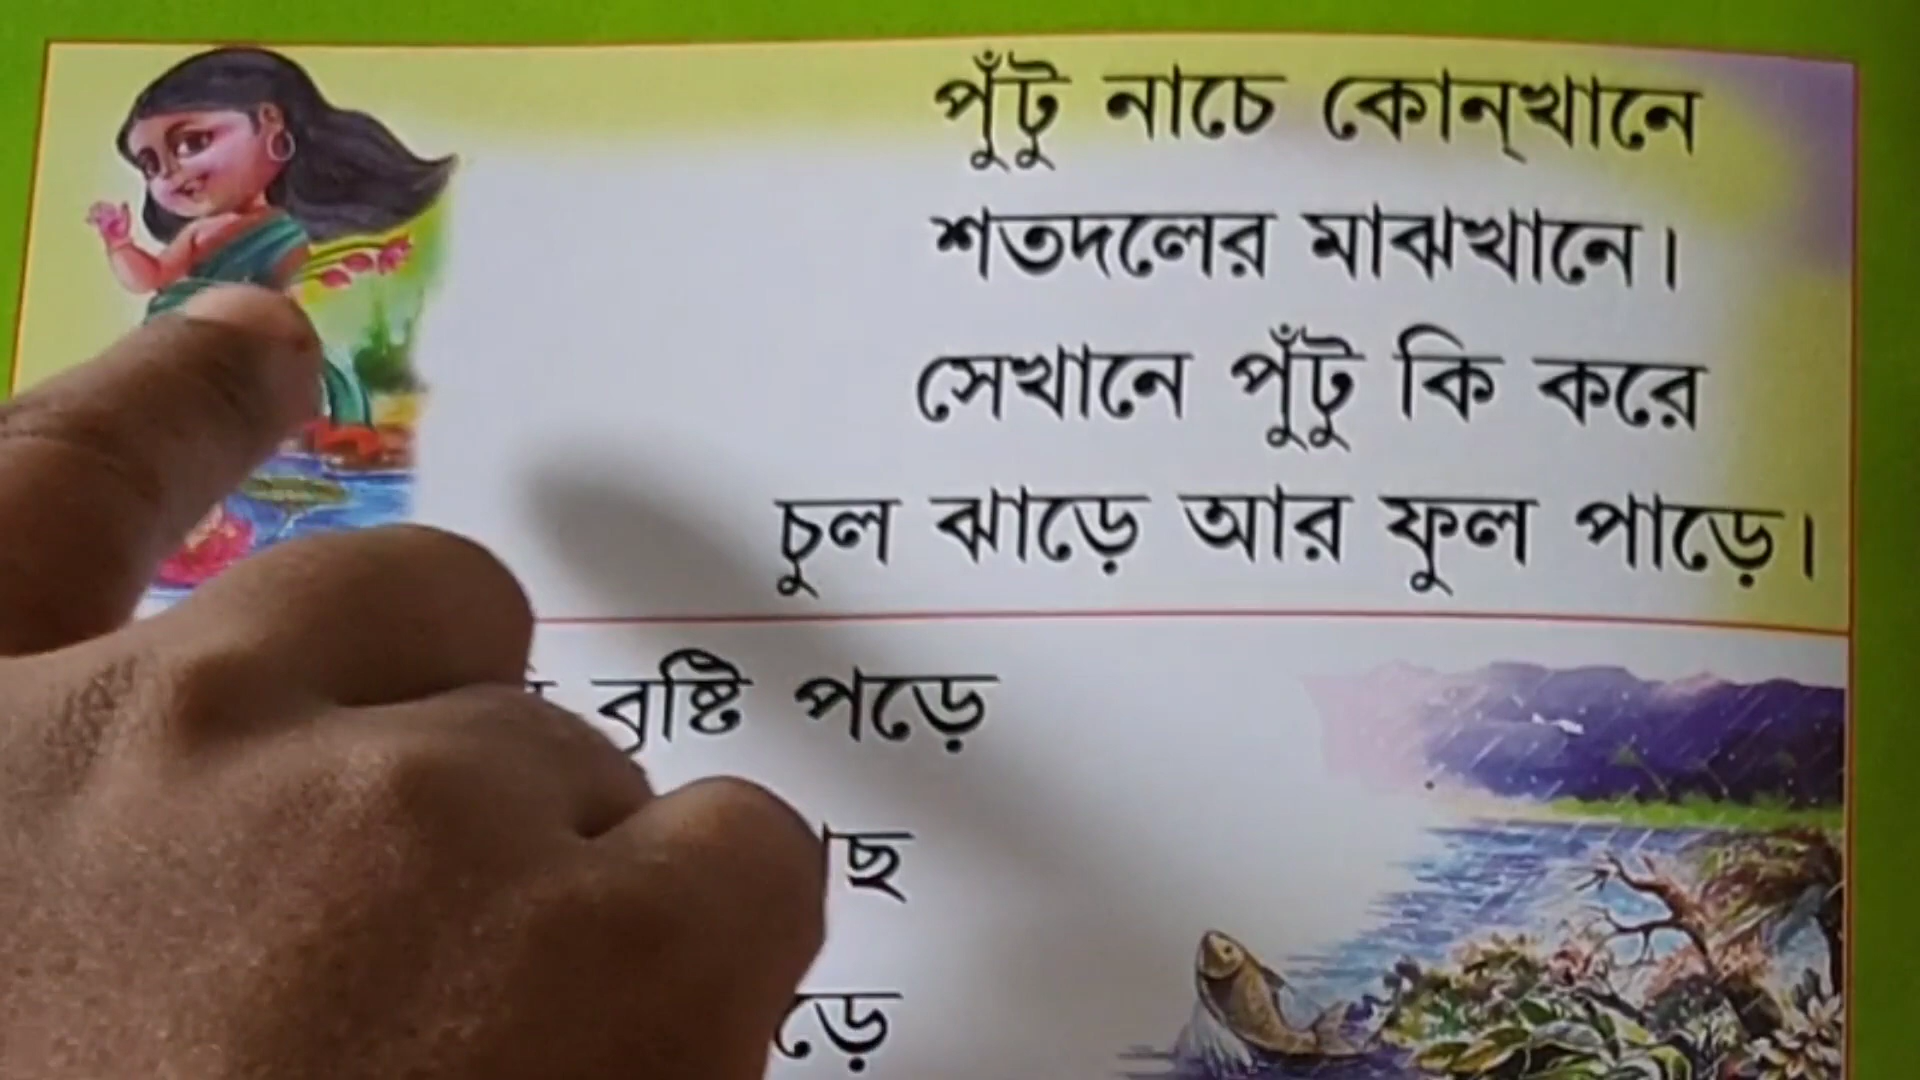 পুঁটু নাচে কোন্‌খানে
শতদলের মাঝখানে।
সেখানে পুঁটু কি করে
চুল ঝাড়ে আর ফুল পাড়ে।
বৃষ্টি পড়ে